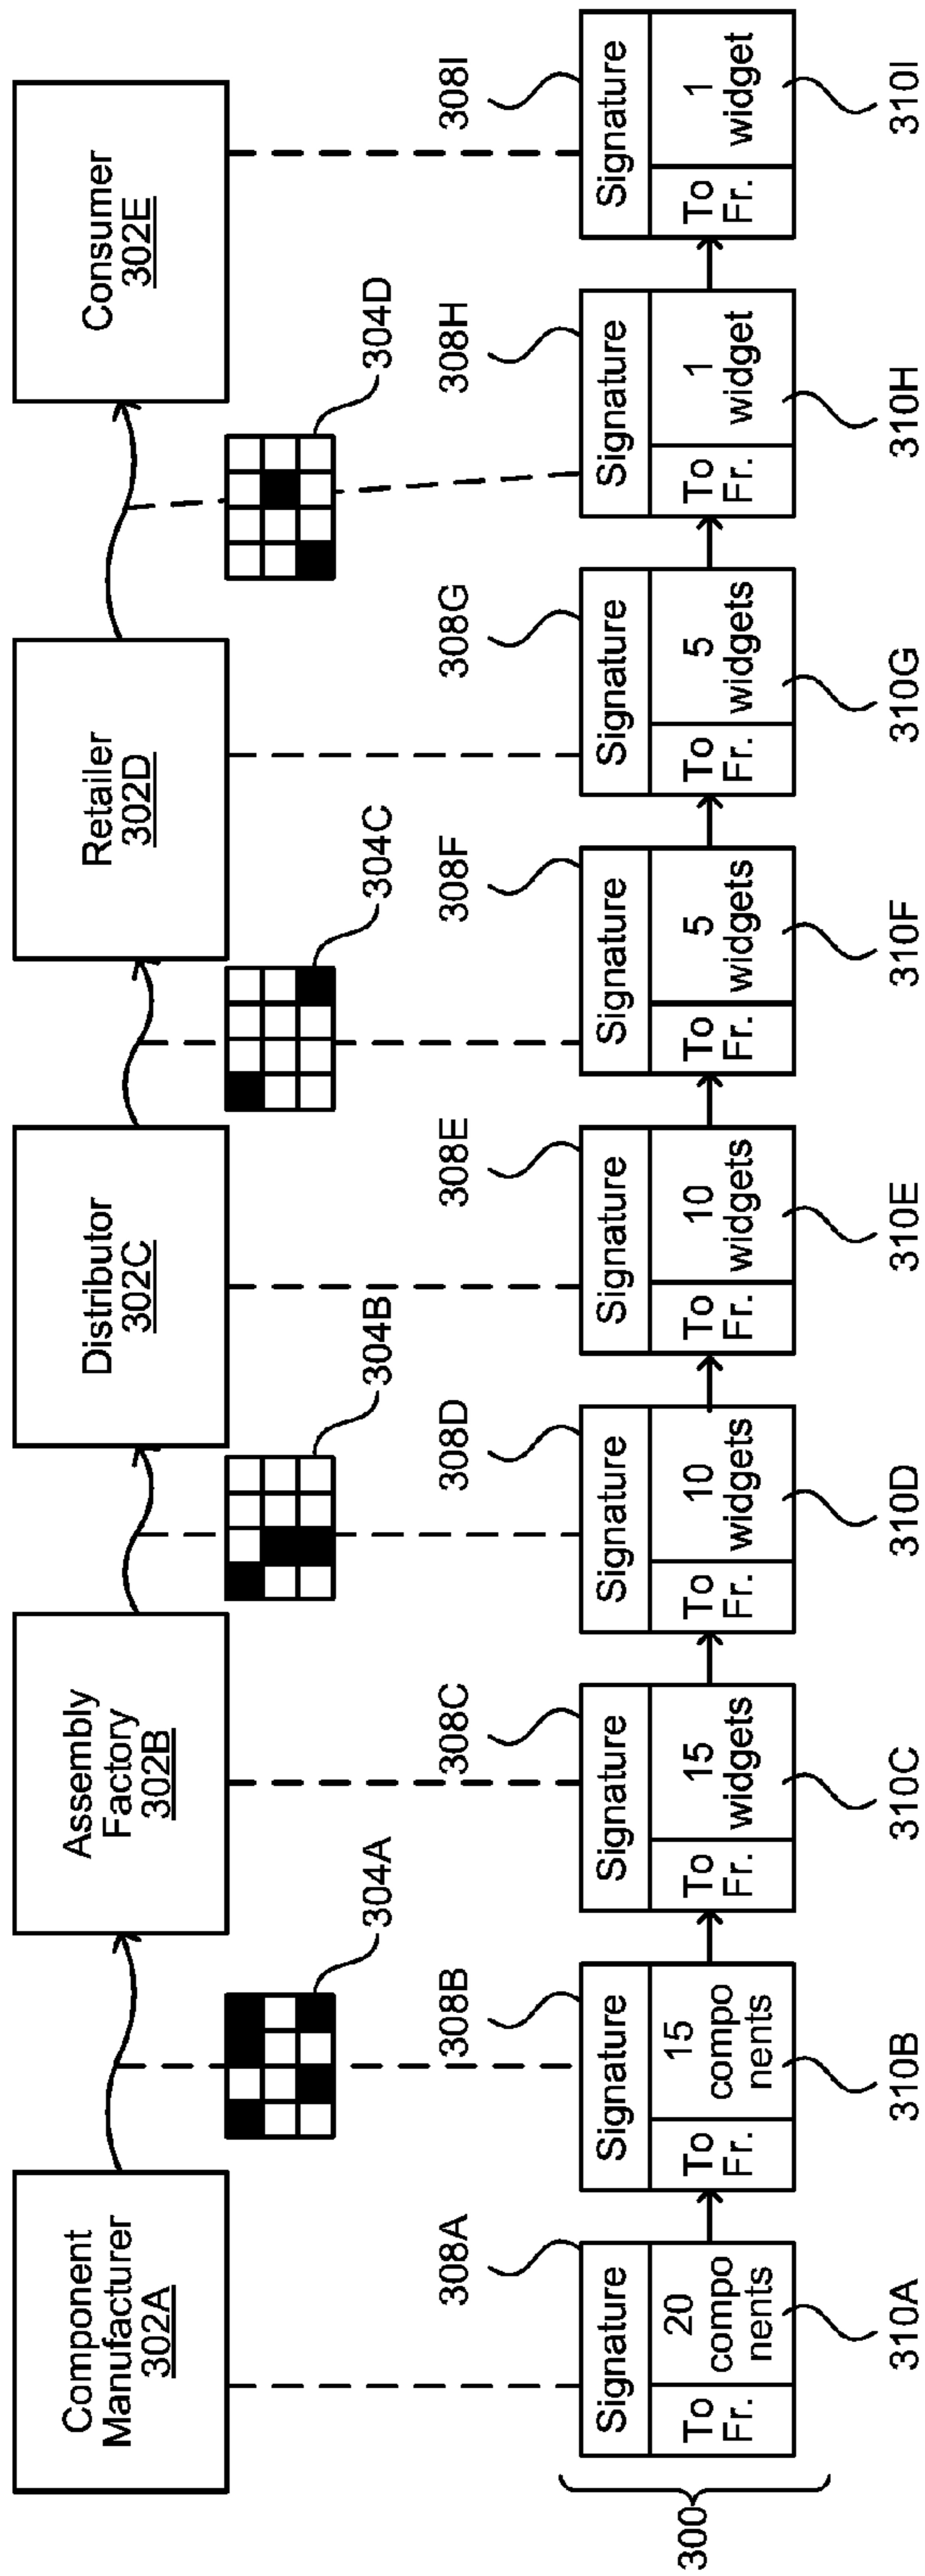 Component
Manufacturer
302A
Assembly
Factory
302B
Distributor
302C
Retailer
302D
Consumer
302E
304A
304B
304C
304D
308A
308B
308C
308D
308E
308F
308G
308H
308I
300
Signature
To
Fr.
20
compo
nents
310A
Signature
To
Fr.
15
compo
nents
310B
Signature
To
Fr.
15
widgets
310C
Signature
To
Fr.
10
widgets
310D
Signature
To
Fr.
10
widgets
310E
Signature
To
Fr.
5
widgets
310F
Signature
To
Fr.
5
widgets
310G
Signature
To
Fr.
1
widget
310H
Signature
To
Fr.
1
widget
310I